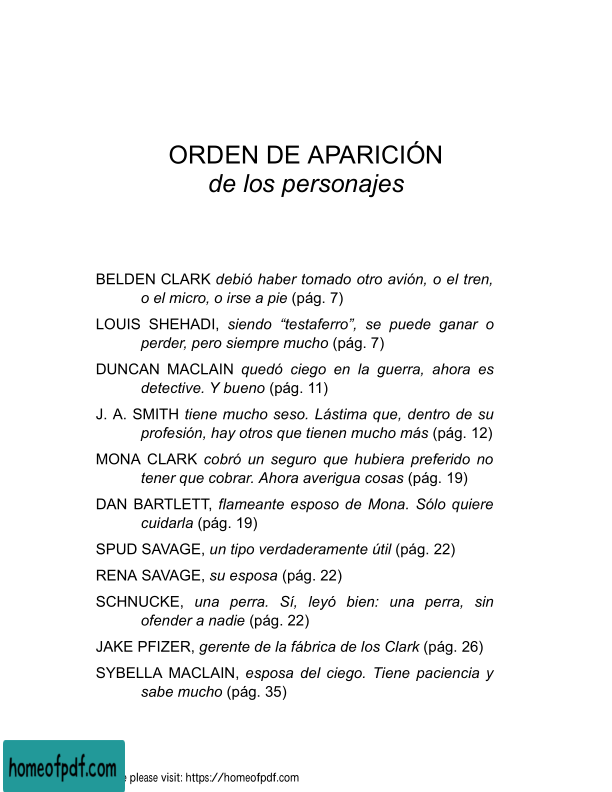 ORDEN DE APARICIÓN
de los personajes
BELDEN CLARK debió haber tomado otro avión, o el tren,
o el micro, o irse a pie (pág. 7)
LOUIS SHEHADI, siendo “testaferro”, se puede ganar o
perder, pero siempre mucho (pág. 7)
DUNCAN MACLAIN quedó ciego en la guerra, ahora es
detective. Y bueno (pág. 11)
J. A. SMITH tiene mucho seso. Lástima que, dentro de su
profesión, hay otros que tienen mucho más (pág. 12)
MONA CLARK cobró un seguro que hubiera preferido no
tener que cobrar. Ahora averigua cosas (pág. 19)
DAN BARTLETT, flameante esposo de Mona. Sólo quiere
cuidarla (pág. 19)
SPUD SAVAGE, un tipo verdaderamente útil (pág. 22)
RENA SAVAGE, su esposa (pág. 22)
SCHNUCKE, una perra. Sí, leyó bien: una perra, sin
ofender a nadie (pág. 22)
JAKE PFIZER, gerente de la fábrica de los Clark (pág. 26)
SYBELLA MACLAIN, esposa del ciego. Tiene paciencia y
sabe mucho (pág. 35)
homeofpdf.com
please visit: https://homeofpdf.com